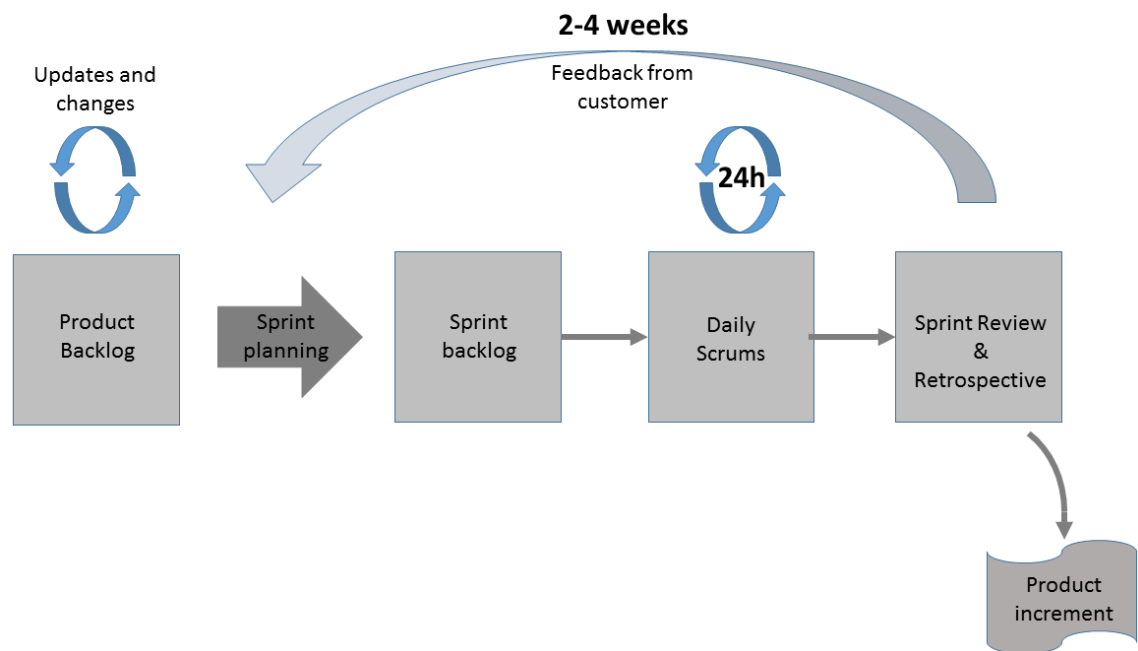 2-4 weeks
Updates and
changes
Feedback from
customer
24h
Product
Backlog
Sprint
planning
Sprint
backlog
Daily
Scrums
Sprint Review
&
Retrospective
Product
increment